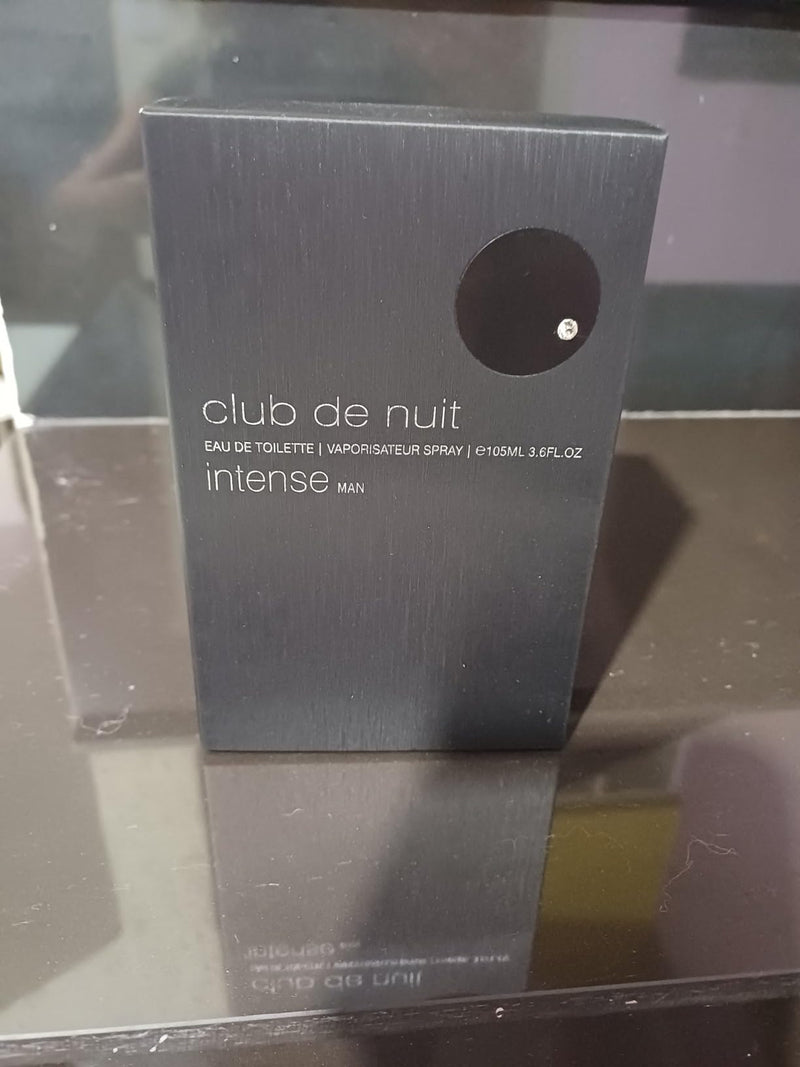 club de nuit
EAU DE TOILETTE | VAPORISATEUR SPRAY | ℮105ML 3.6FL.OZ
intense MAN